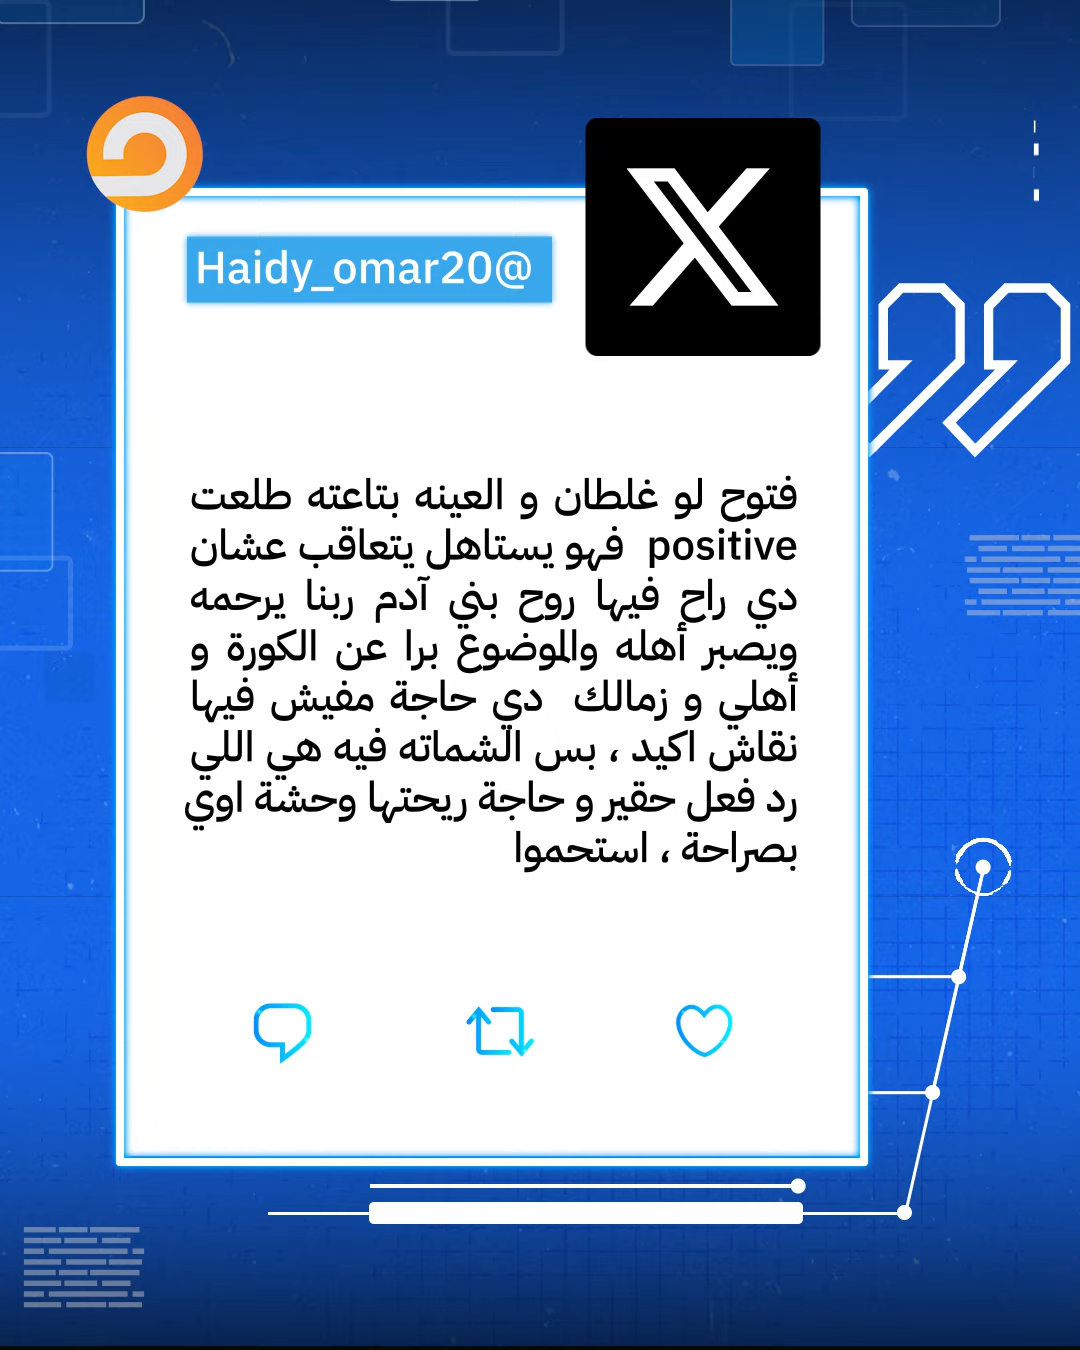 Haidy_omar20@
فتوح لو غلطان و العينه بتاعته طلعت
positive فهو يستاهل يتعاقب عشان
دي راح فيها روح بني آدم ربنا يرحمه
ويصبر أهله والموضوع برا عن الكورة و
أهلي و زمالك دي حاجة مفيش فيها
نقاش اكيد ، بس الشماته فيه هي اللي
رد فعل حقير و حاجة ريحتها وحشة اوي
بصراحة ، استحموا